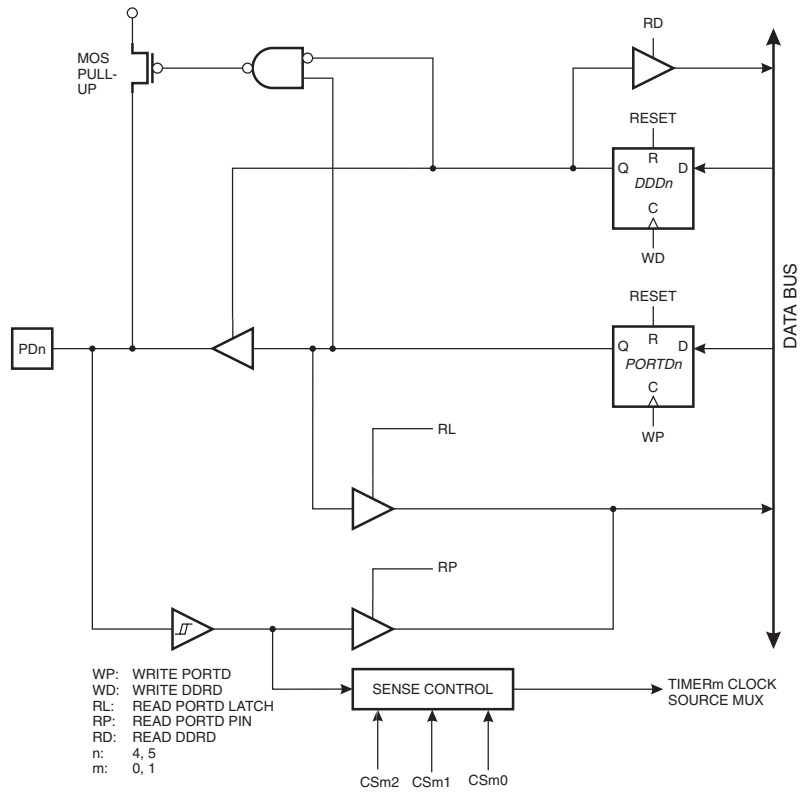 RD
MOS
PULL-
UP
RESET
R
Q
D
DDDn
C
WD
DATA BUS
RESET
R
Q
D
PORTDn
C
WP
PDn
RL
RP
WP: WRITE PORTD
WD: WRITE DDRD
RL: READ PORTD LATCH
RP: READ PORTD PIN
RD: READ DDRD
n: 4, 5
m: 0, 1
SENSE CONTROL
TIMERm CLOCK
SOURCE MUX
CSm2 CSm1 CSm0